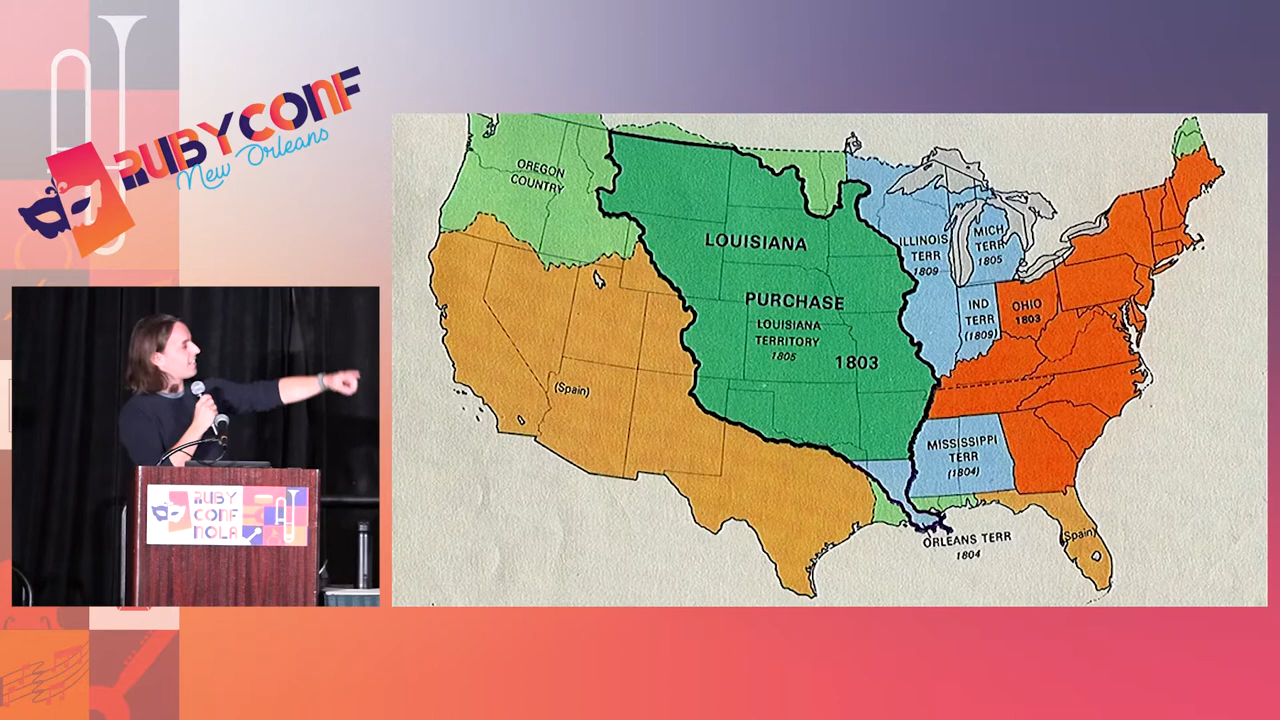 RUBYCONF
New Orleans
RUBY
CONF
NOLA
OREGON
COUNTRY
LOUISIANA
PURCHASE
LOUISIANA
TERRITORY
1805
1803
(Spain)
ILLINOIS
TERR
1809
MICH
TERR
1805
IND
TERR
(1809)
OHIO
1803
MISSISSIPPI
TERR
(1804)
ORLEANS TERR
1804
(Spain)